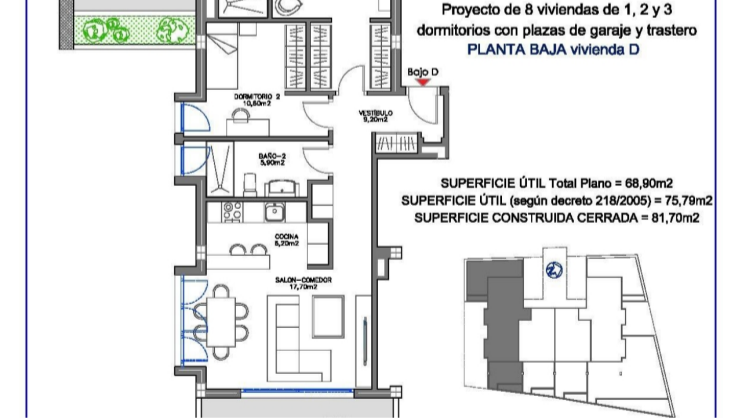 Proyecto de 8 viviendas de 1, 2 y 3
dormitorios con plazas de garaje y trastero
PLANTA BAJA vivienda D
Bajo D
DORMITORIO 2
10,50m2
VESTIBULO
9,20m2
BAÑO-2
5,90m2
SUPERFICIE ÚTIL Total Plano = 68,90m2
SUPERFICIE ÚTIL (según decreto 218/2005) = 75,79m2
SUPERFICIE CONSTRUIDA CERRADA = 81,70m2
COCINA
8,20m2
SALON-COMEDOR
17,70m2